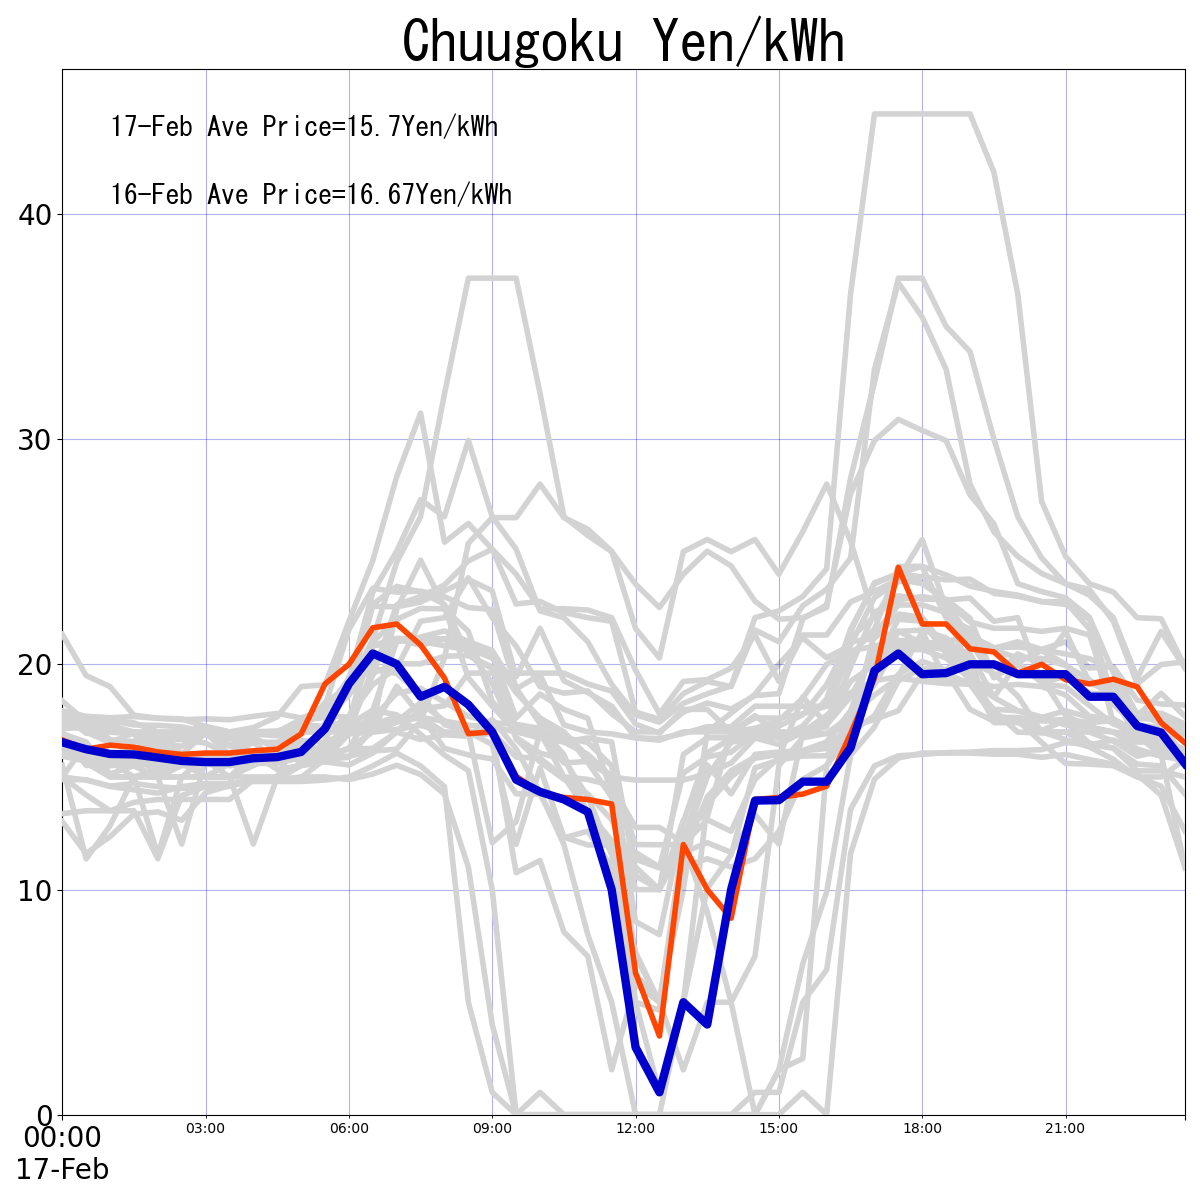 Chuugoku Yen/kWh
17-Feb Ave Price=15.7Yen/kWh
16-Feb Ave Price=16.67Yen/kWh
40
30
20
10
0
00:00 03:00 06:00 09:00 12:00 15:00 18:00 21:00
17-Feb